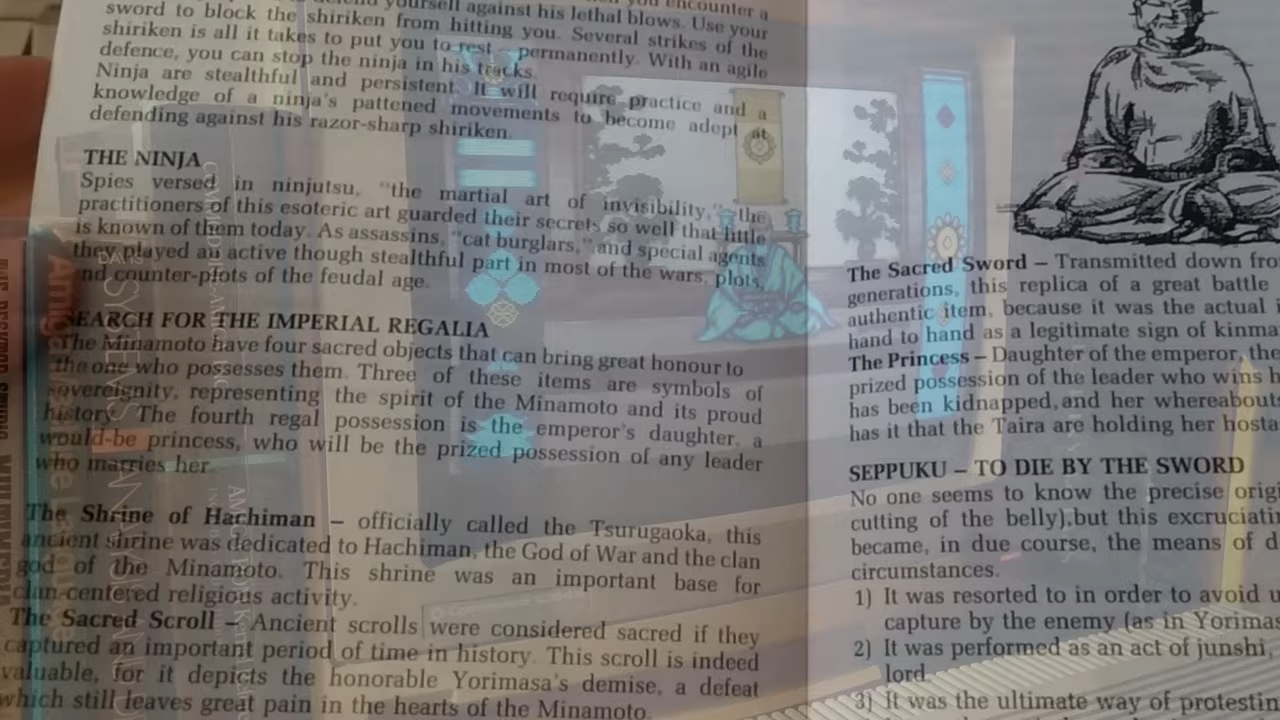 encounter a
yourself against his lethal blows. Use your
sword to block the shiriken from hitting you. Several strikes of the
shiriken is all it takes to put you to rest – permanently. With an agile
defence, you can stop the ninja in his tracks.
Ninja are stealthful and persistent. It will require practice and a
knowledge of a ninja's pattened movements to become adept at
defending against his razor-sharp shiriken.
THE NINJA
Spies versed in ninjutsu, "the martial art of invisibility," the
practitioners of this esoteric art guarded their secrets so well that little
is known of them today. As assassins, "cat burglars," and special agents
they played an active though stealthful part in most of the wars, plots,
and counter-plots of the feudal age.
SEARCH FOR THE IMPERIAL REGALIA
The Minamoto have four sacred objects that can bring great honour to
the one who possesses them. Three of these items are symbols of
sovereignity, representing the spirit of the Minamoto and its proud
history. The fourth regal possession is the emperor's daughter, a
would-be princess, who will be the prized possession of any leader
who marries her
The Shrine of Hachiman – officially called the Tsurugaoka, this
ancient shrine was dedicated to Hachiman, the God of War and the clan
god of the Minamoto. This shrine was an important base for
clan-centered religious activity.
The Sacred Scroll – Ancient scrolls were considered sacred if they
captured an important period of time in history. This scroll is indeed
valuable, for it depicts the honorable Yorimasa's demise, a defeat
which still leaves great pain in the hearts of the Minamoto.
The Sacred Sword – Transmitted down fro
generations, this replica of a great battle
authentic item, because it was the actual
hand to hand as a legitimate sign of kinma
The Princess – Daughter of the emperor, the
prized possession of the leader who wins h
has been kidnapped, and her whereabouts
has it that the Taira are holding her hosta
SEPPUKU – TO DIE BY THE SWORD
No one seems to know the precise origi
cutting of the belly), but this excruciatin
became, in due course, the means of d
circumstances.
1) It was resorted to in order to avoid u
capture by the enemy (as in Yorimas
2) It was performed as an act of junshi,
lord.
3) It was the ultimate way of protestin